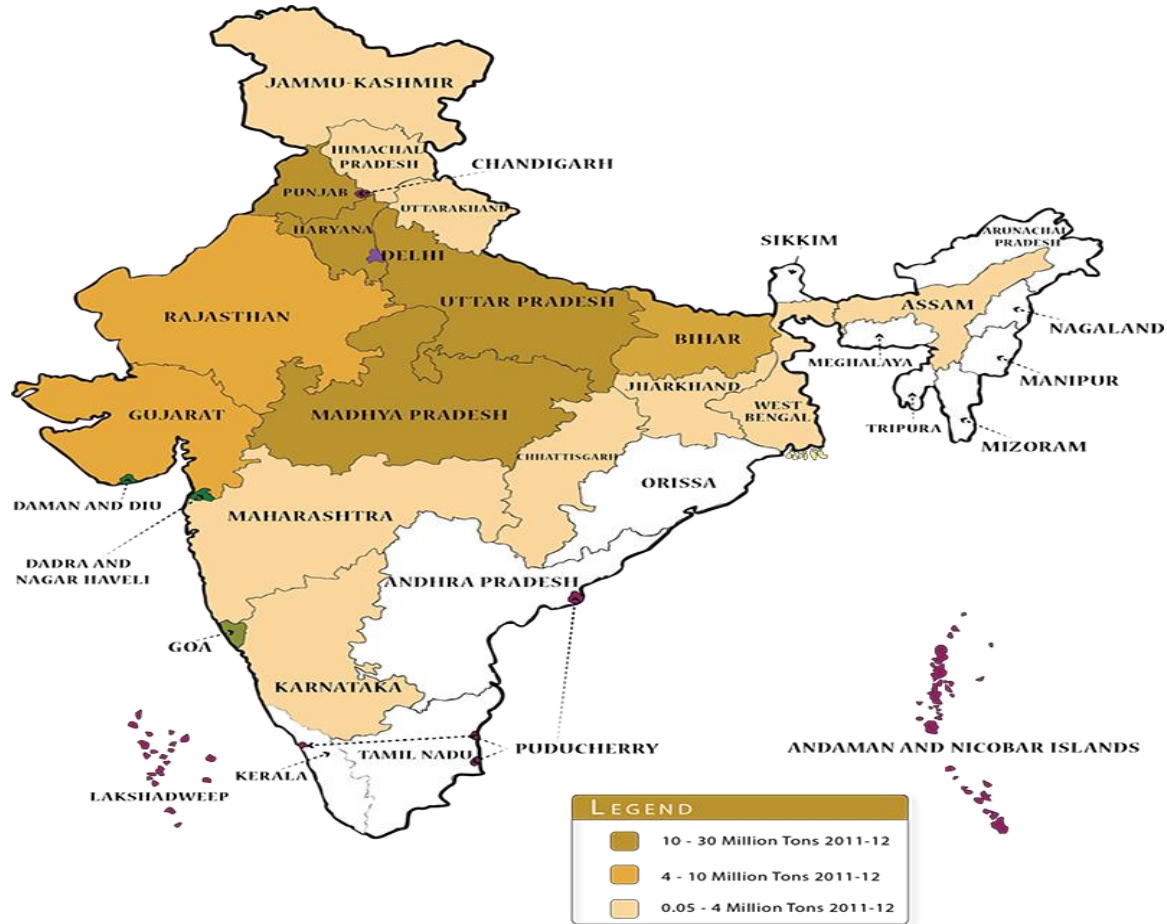 JAMMU-KASHMIR
HIMACHAL
PRADESH
CHANDIGARH
PUNJAB
UTTARAKHAND
HARYANA
DELHI
SIKKIM
ARUNACHAL
PRADESH
UTTAR PRADESH
RAJASTHAN
ASSAM
NAGALAND
BIHAR
MEGHALAYA
MANIPUR
JHARKHAND
GUJARAT
MADHYA PRADESH
WEST
BENGAL
TRIPURA
MIZORAM
CHHATTISGARH
ORISSA
DAMAN AND DIU
MAHARASHTRA
DADRA AND
NAGAR HAVELI
ANDHRA PRADESH
GOA
KARNATAKA
PUDUCHERRY
ANDAMAN AND NICOBAR ISLANDS
TAMIL NADU
KERALA
LAKSHADWEEP
LEGEND
10 - 30 Million Tons 2011-12
4 - 10 Million Tons 2011-12
0.05 - 4 Million Tons 2011-12